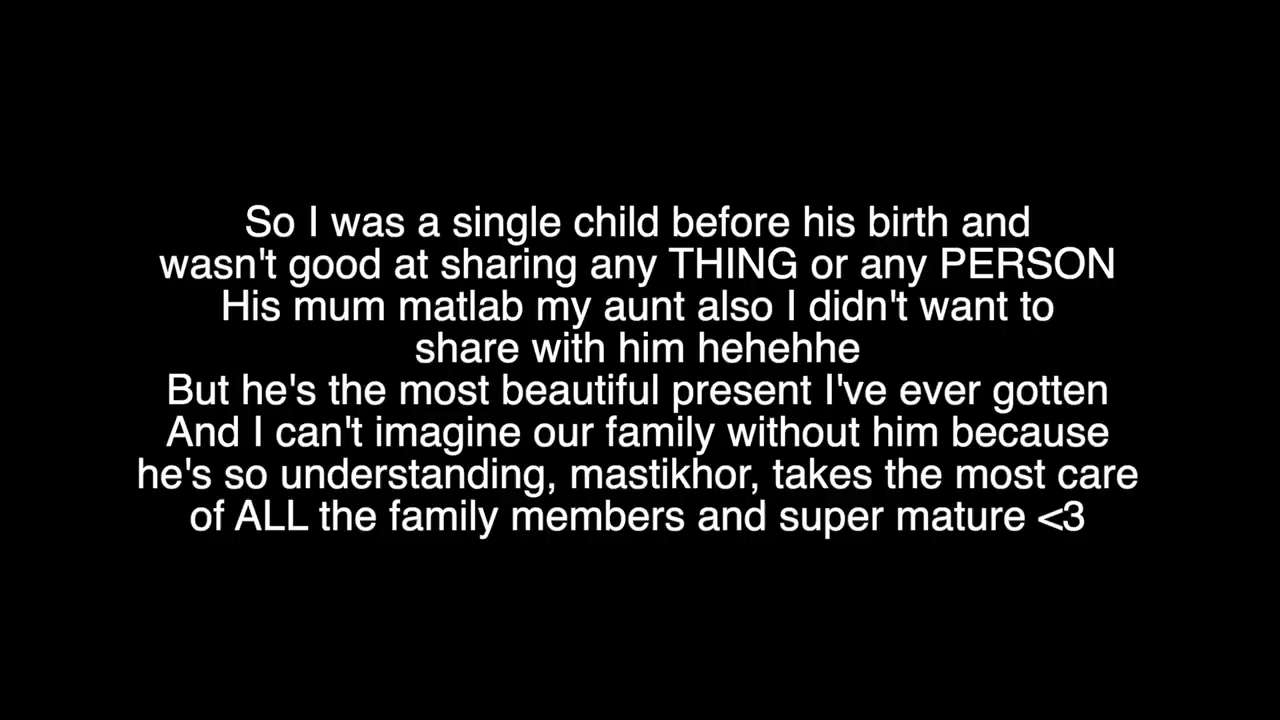 So I was a single child before his birth and
wasn't good at sharing any THING or any PERSON
His mum matlab my aunt also I didn't want to
share with him hehehhe
But he's the most beautiful present I've ever gotten
And I can't imagine our family without him because
he's so understanding, mastikhor, takes the most care
of ALL the family members and super mature <3